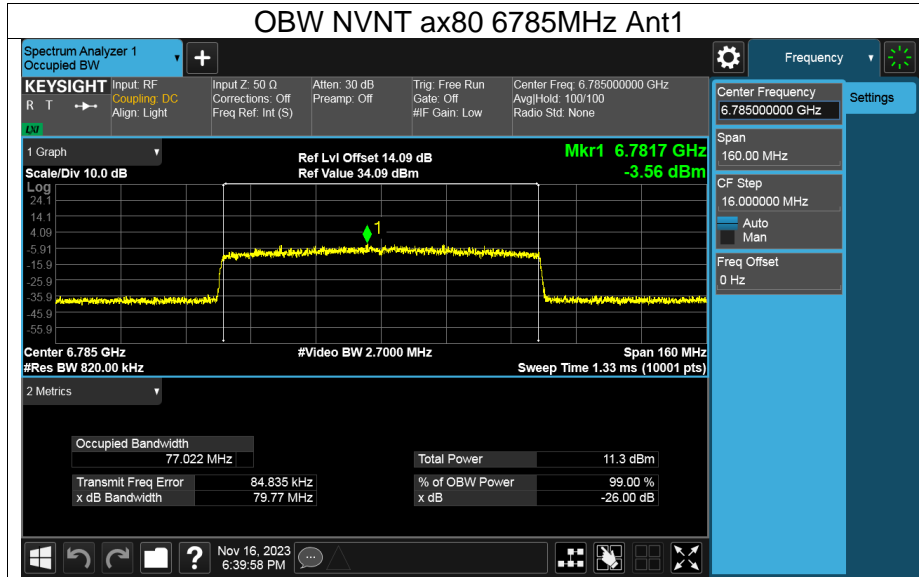 OBW NVNT ax80 6785MHz Ant1
Spectrum Analyzer 1
Occupied BW
Frequency
KEYSIGHT
R T
LXI
Input: RF
Coupling: DC
Align: Light
Input Z: 50 Ω
Corrections: Off
Freq Ref: Int (S)
Atten: 30 dB
Preamp: Off
Trig: Free Run
Gate: Off
#IF Gain: Low
Center Freq: 6.785000000 GHz
Avg|Hold: 100/100
Radio Std: None
Center Frequency
6.785000000 GHz
Settings
Span
160.00 MHz
CF Step
16.000000 MHz
Auto
Man
Freq Offset
0 Hz
1 Graph
Ref Lvl Offset 14.09 dB
Mkr1 6.7817 GHz
Scale/Div 10.0 dB
Ref Value 34.09 dBm
-3.56 dBm
Log
24.1
14.1
4.09
-5.91
-15.9
-25.9
-35.9
-45.9
-55.9
1
Center 6.785 GHz
#Video BW 2.7000 MHz
Span 160 MHz
#Res BW 820.00 kHz
Sweep Time 1.33 ms (10001 pts)
2 Metrics
Occupied Bandwidth
77.022 MHz
Total Power 11.3 dBm
Transmit Freq Error 84.835 kHz
% of OBW Power 99.00 %
x dB Bandwidth 79.77 MHz
x dB -26.00 dB
Nov 16, 2023
6:39:58 PM